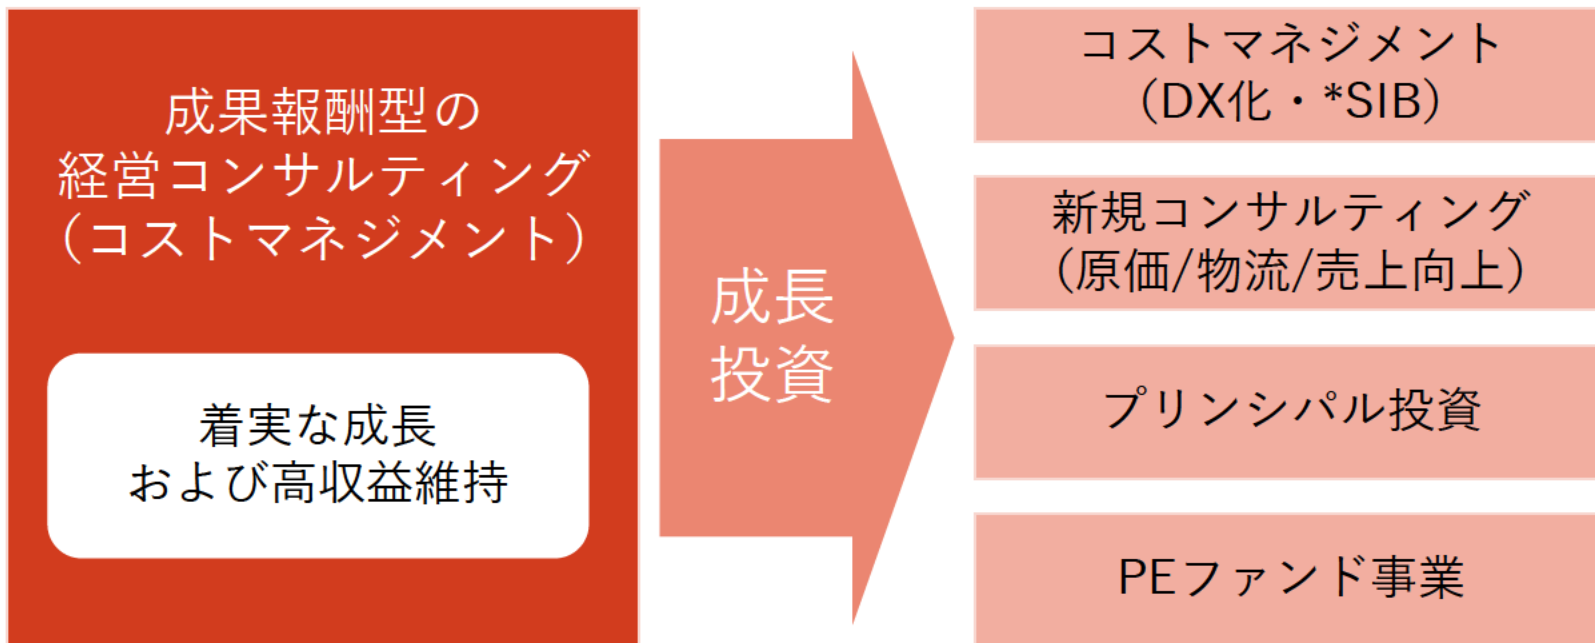 成果報酬型の
経営コンサルティング
（コストマネジメント）
着実な成長
および高収益維持
成長
投資
コストマネジメント
（DX化・*SIB）
新規コンサルティング
（原価/物流/売上向上）
プリンシパル投資
PEファンド事業